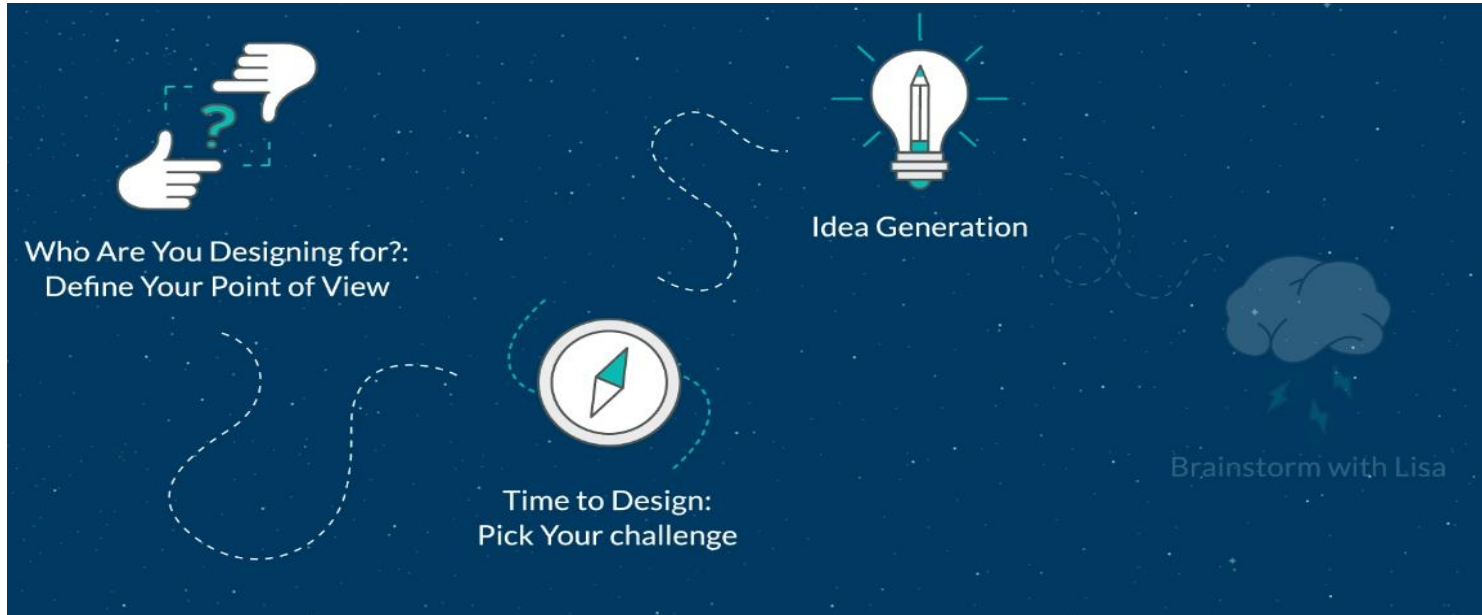 Who Are You Designing for?:
Define Your Point of View
Time to Design:
Pick Your challenge
Idea Generation
Brainstorm with Lisa